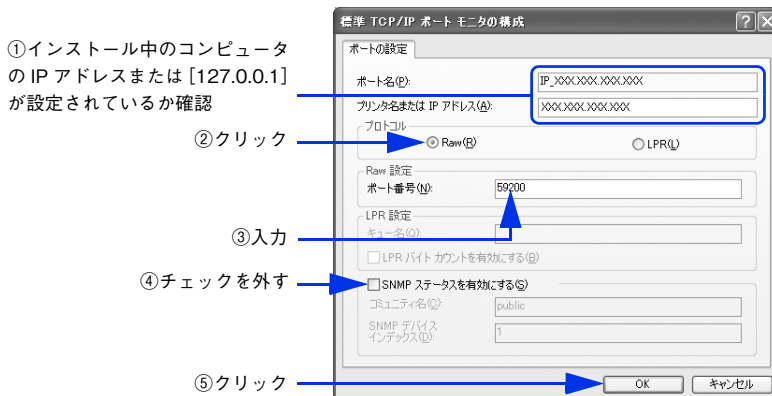 標準 TCP/IP ポート モニタの構成
ポートの設定
①インストール中のコンピュータ
の IP アドレスまたは [127.0.0.1]
が設定されているか確認
ポート名(P):
IP_XXX.XXX.XXX.XXX
プリンタ名または IP アドレス(A):
XXX.XXX.XXX.XXX
プロトコル
②クリック
Raw(R)
LPR(L)
Raw 設定
ポート番号(N):
59200
LPR 設定
③入力
キュー名(Q):
LPR バイト カウントを有効にする(B)
④チェックを外す
SNMP ステータスを有効にする(S)
コミュニティ名(C):
public
SNMP デバイス
インデックス(D):
1
⑤クリック
OK
キャンセル